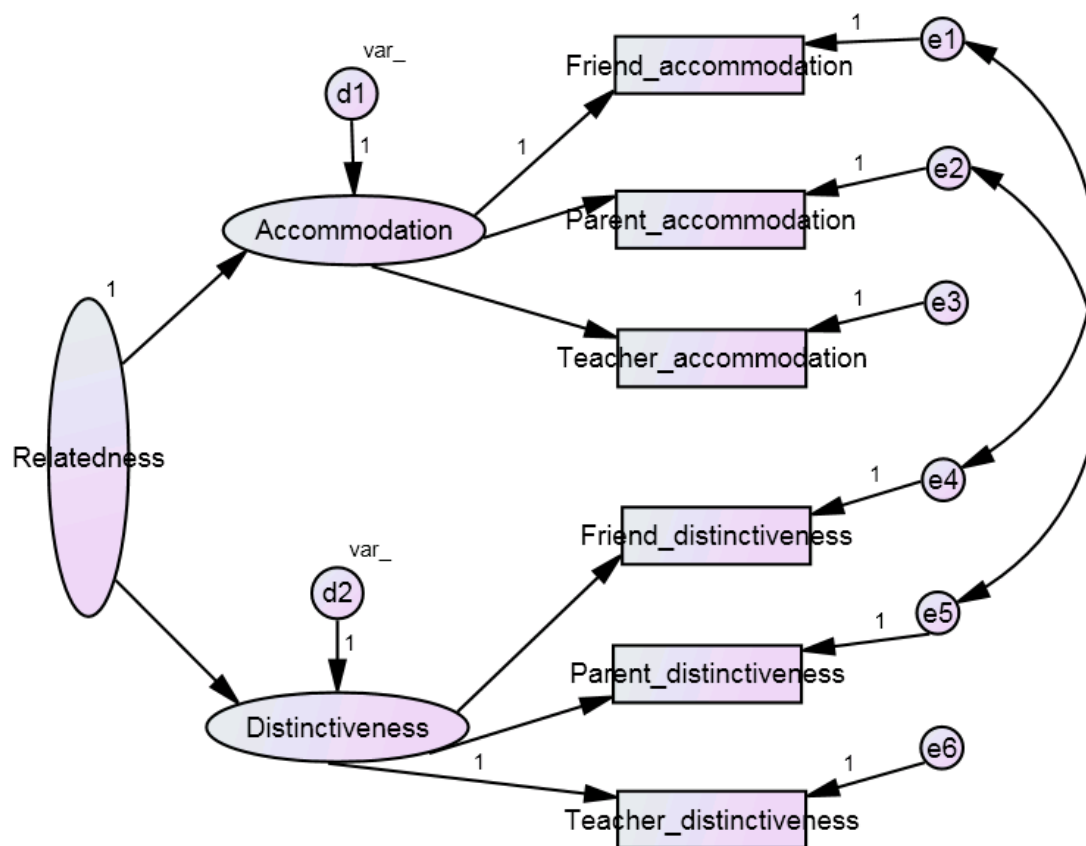 1
e1
var_
Friend_accommodation
d1
1
1
1
e2
Parent_accommodation
Accommodation
1
1
e3
Teacher_accommodation
Relatedness
1
e4
Friend_distinctiveness
var_
d2
1
e5
1
Parent_distinctiveness
Distinctiveness
1
1
e6
Teacher_distinctiveness